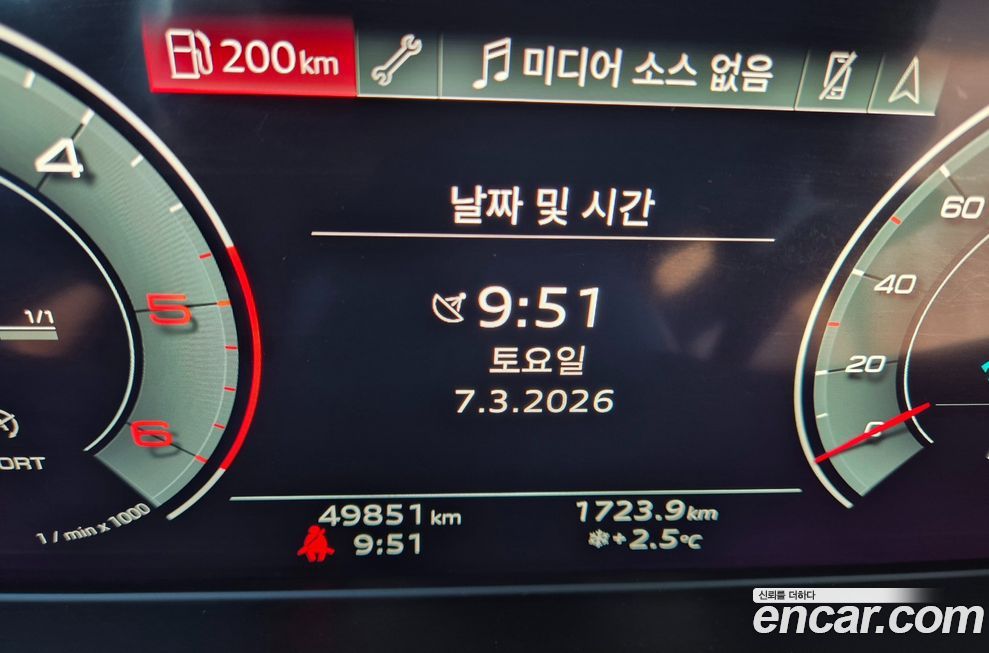 200km
미디어 소스 없음
날짜 및 시간
9:51
토요일
7.3.2026
4
5
6
1/1
1 / min x 1000
60
40
20
0
49851 km
1723.9 km
9:51
+2.5°C
신뢰를 더하다
encar.com